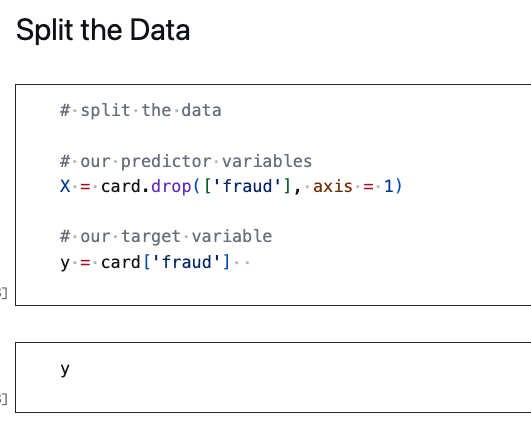 Split the Data
# split the data
# our predictor variables
X = card.drop(['fraud'], axis = 1)
# our target variable
y = card['fraud']
]
y
]